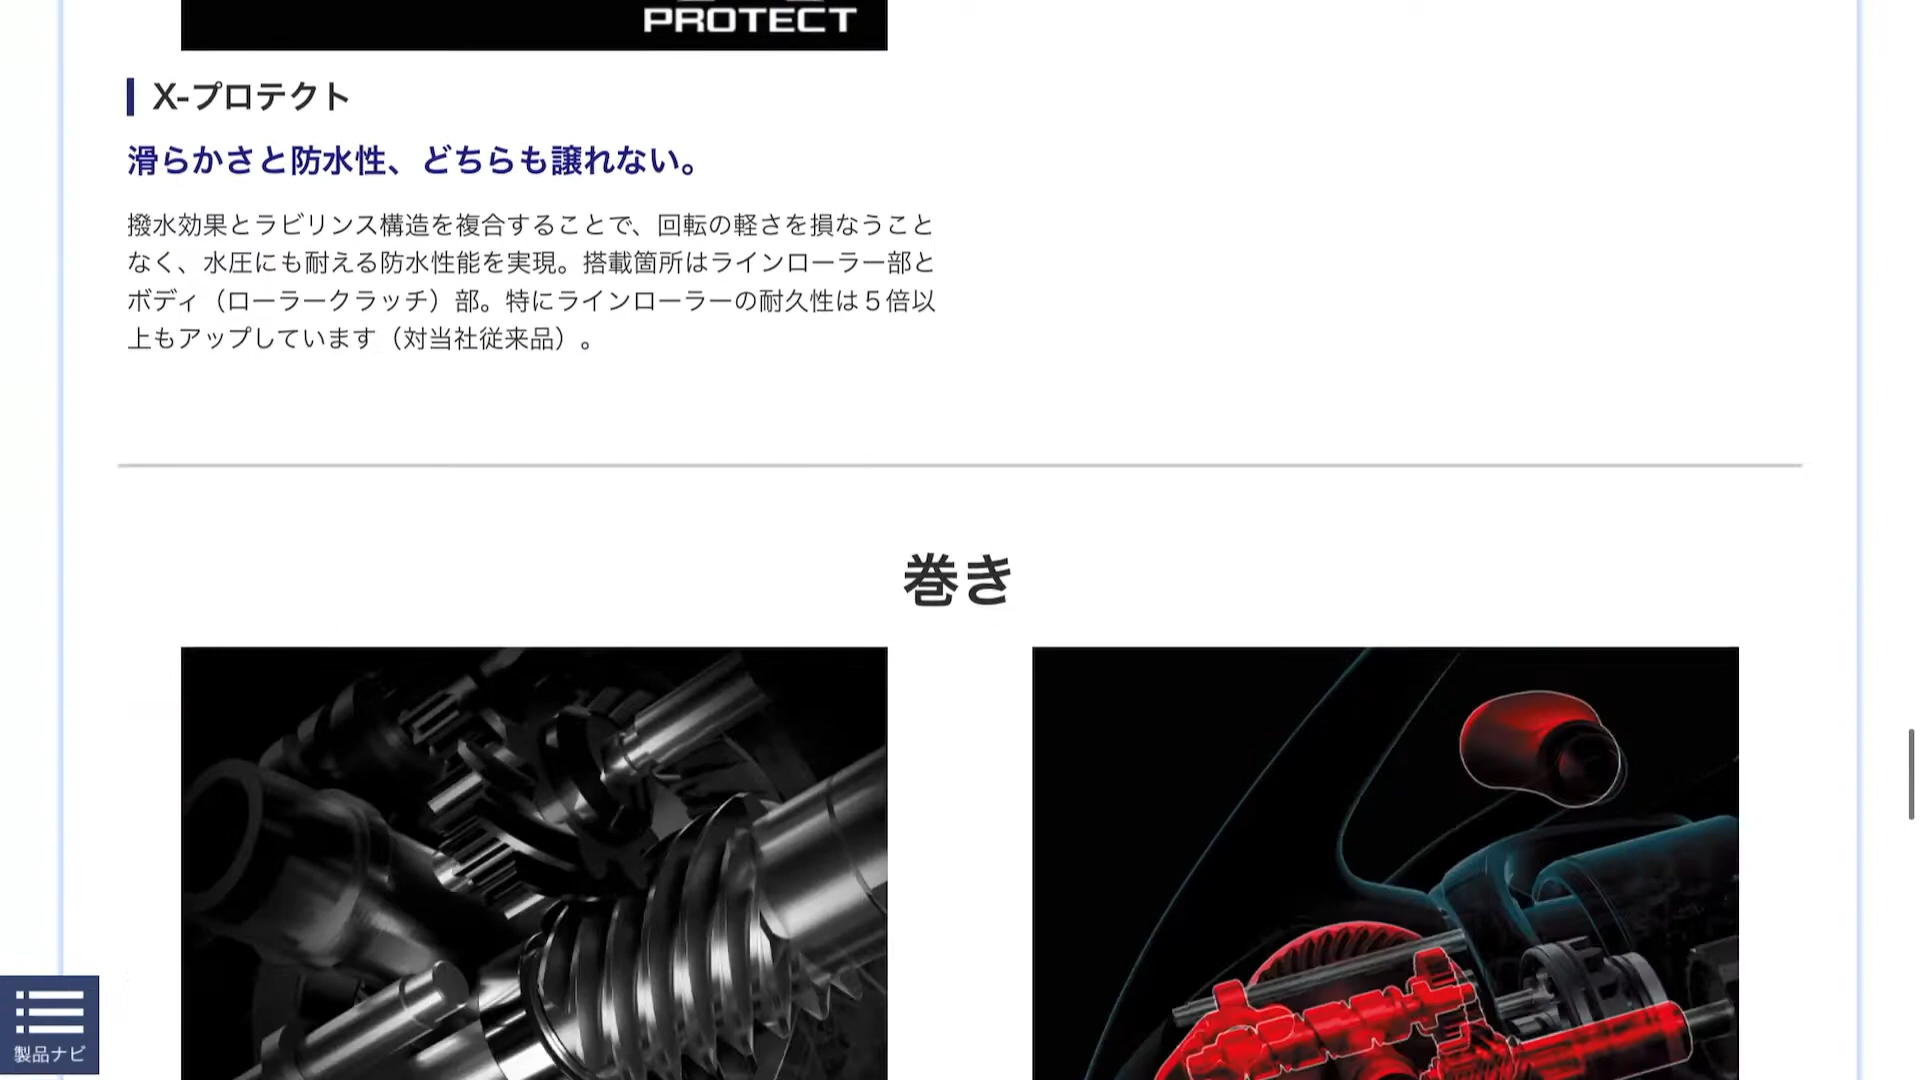 PROTECT
X-プロテクト
滑らかさと防水性、どちらも譲れない。
撥水効果とラビリンス構造を複合することで、回転の軽さを損なうこと
なく、水圧にも耐える防水性能を実現。搭載箇所はラインローラー部と
ボディ（ローラークラッチ）部。特にラインローラーの耐久性は５倍以
上もアップしています（対当社従来品）。
巻き
製品ナビ